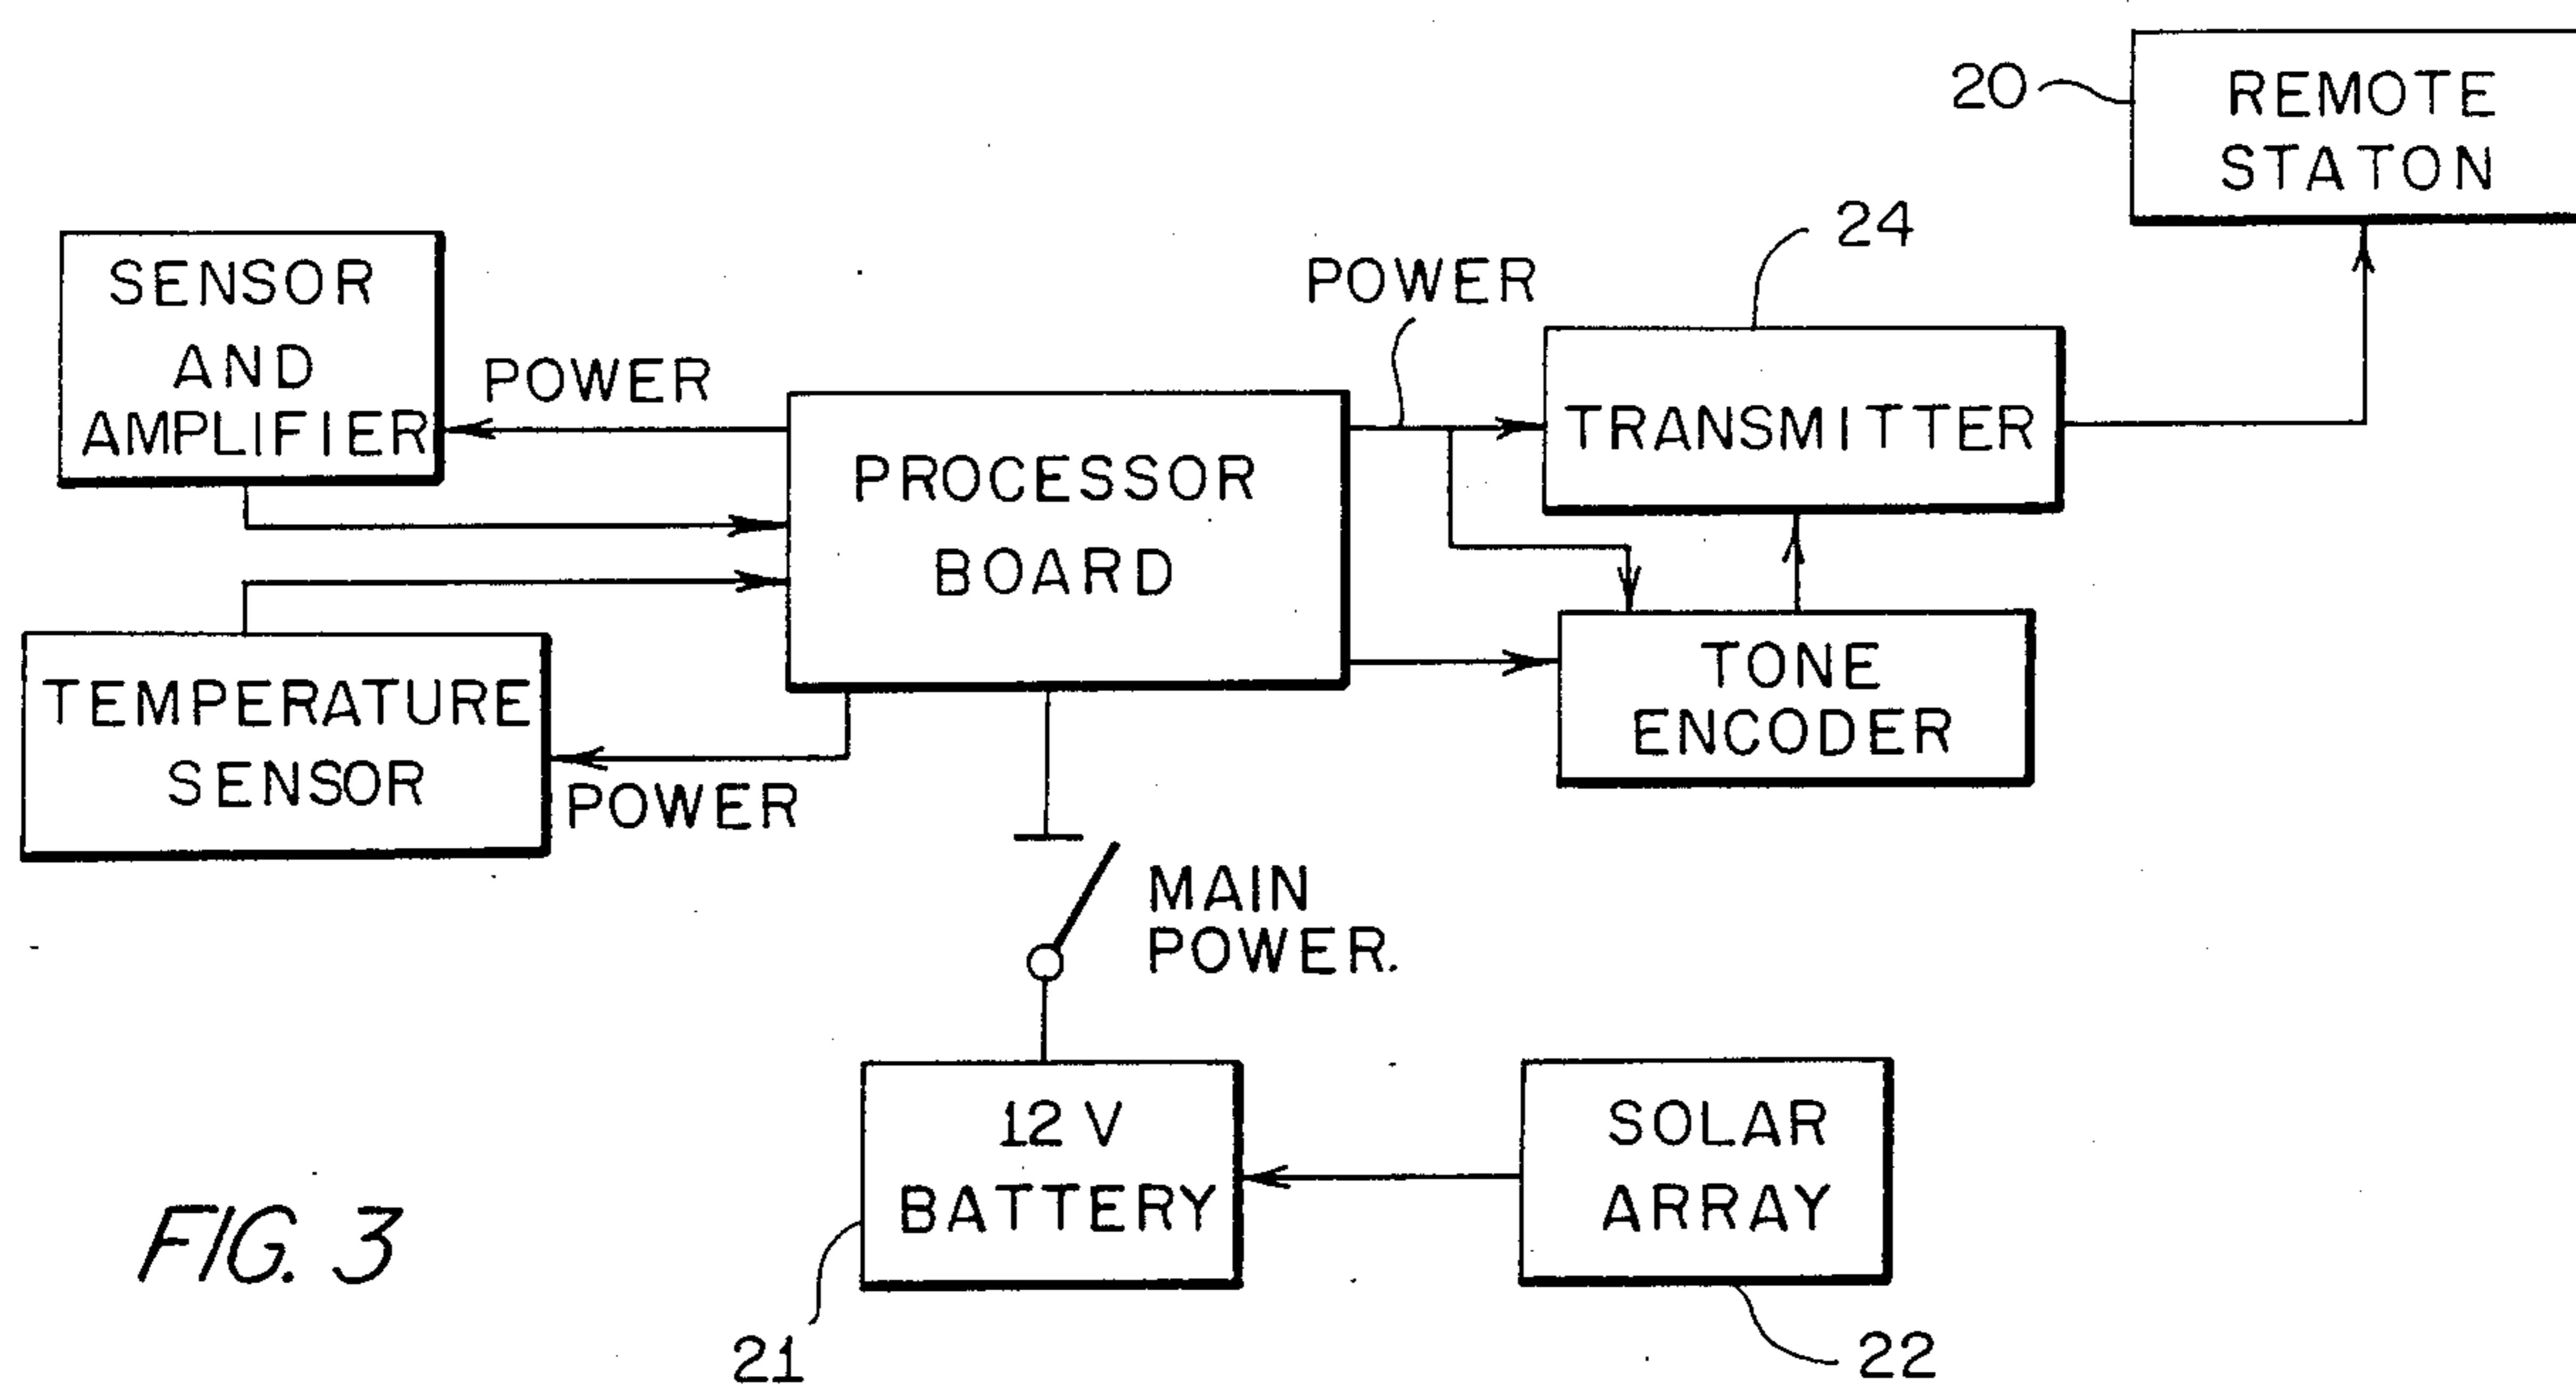 20
REMOTE
STATON
24
SENSOR
AND
AMPLIFIER
POWER
POWER
TRANSMITTER
PROCESSOR
BOARD
TEMPERATURE
SENSOR
POWER
TONE
ENCODER
MAIN
POWER.
12 V
BATTERY
SOLAR
ARRAY
21
22
FIG. 3